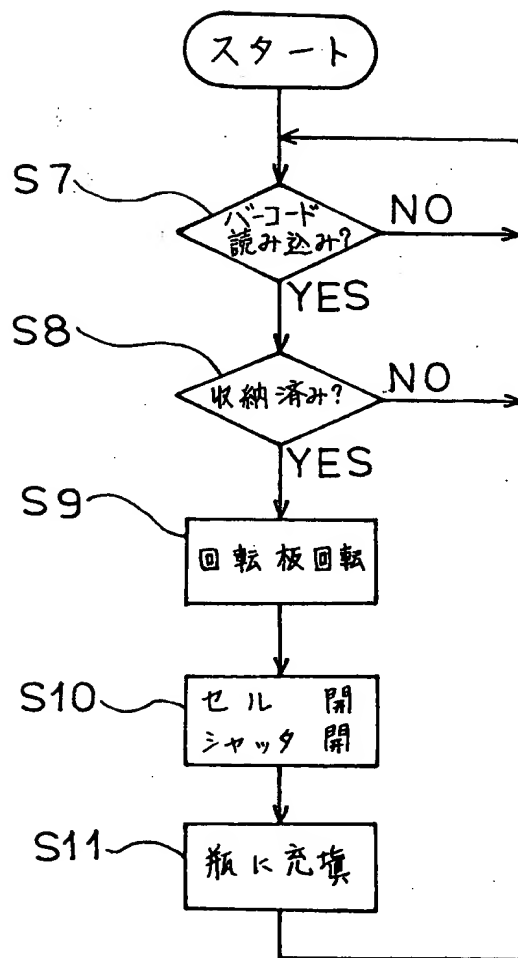 スタート
S7
バーコード
読み込み?
NO
YES
S8
収納済み?
NO
YES
S9
回転板回転
S10
セル 開
シャッタ 開
S11
瓶に充填